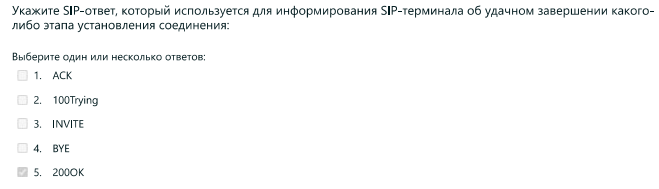 Укажите SIP-ответ, который используется для информирования SIP-терминала об удачном завершении какого-
либо этапа установления соединения:
Выберите один или несколько ответов:
1. ACK
2. 100Trying
3. INVITE
4. BYE
5. 200OK